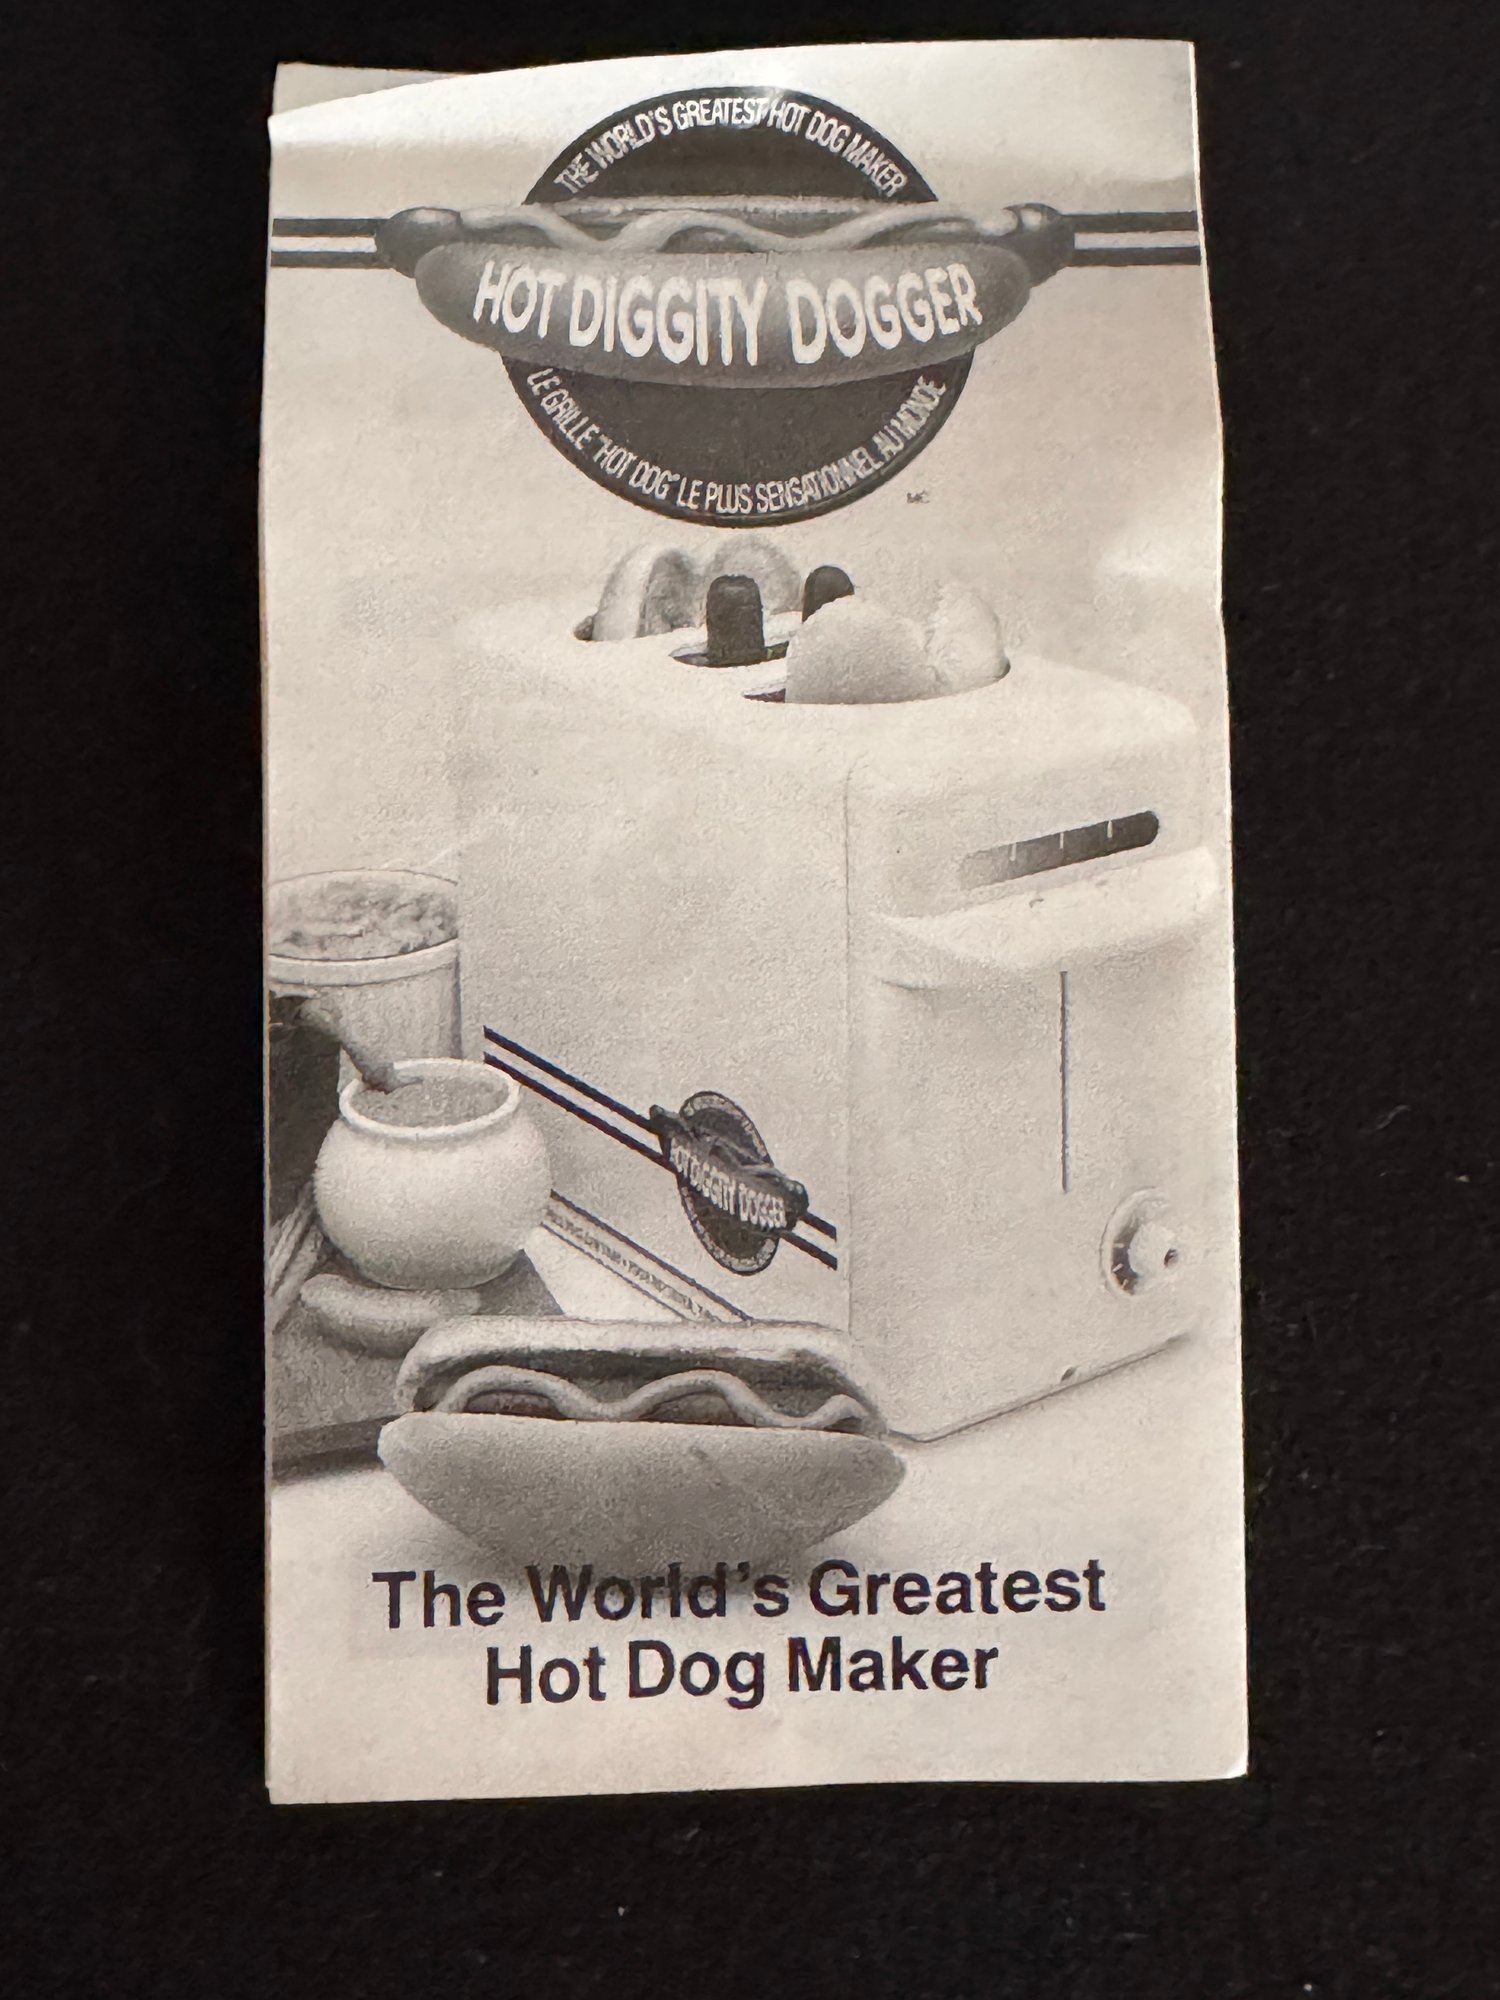 THE WORLD'S GREATEST HOT DOG MAKER
HOT DIGGITY DOGGER
LE GRILLE "HOT DOG" LE PLUS SENSATIONNEL AU MONDE
MC
HOT DIGGITY DOGGER
The World's Greatest
Hot Dog Maker